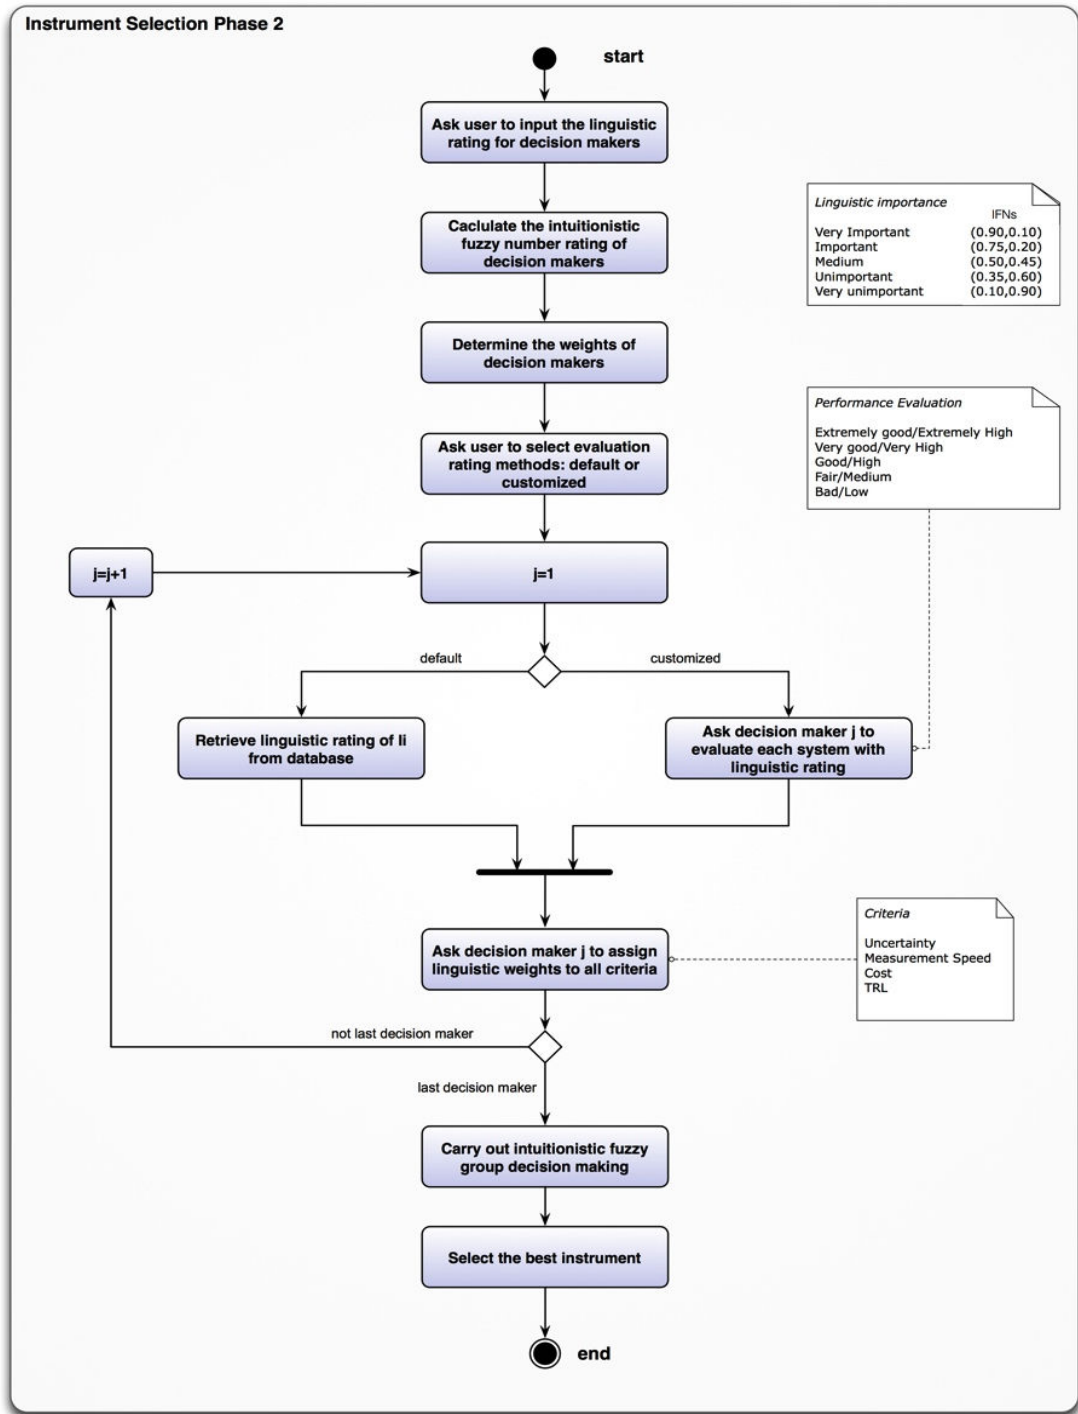 Instrument Selection Phase 2
start
Ask user to input the linguistic
rating for decision makers
Caclulate the intuitionistic
fuzzy number rating of
decision makers
Linguistic importance
IFNs
Very Important (0.90,0.10)
Important (0.75,0.20)
Medium (0.50,0.45)
Unimportant (0.35,0.60)
Very unimportant (0.10,0.90)
Determine the weights of
decision makers
Performance Evaluation
Extremely good/Extremely High
Very good/Very High
Good/High
Fair/Medium
Bad/Low
Ask user to select evaluation
rating methods: default or
customized
j=j+1
j=1
default
customized
Retrieve linguistic rating of li
from database
Ask decision maker j to
evaluate each system with
linguistic rating
Criteria
Uncertainty
Measurement Speed
Cost
TRL
Ask decision maker j to assign
linguistic weights to all criteria
not last decision maker
last decision maker
Carry out intuitionistic fuzzy
group decision making
Select the best instrument
end